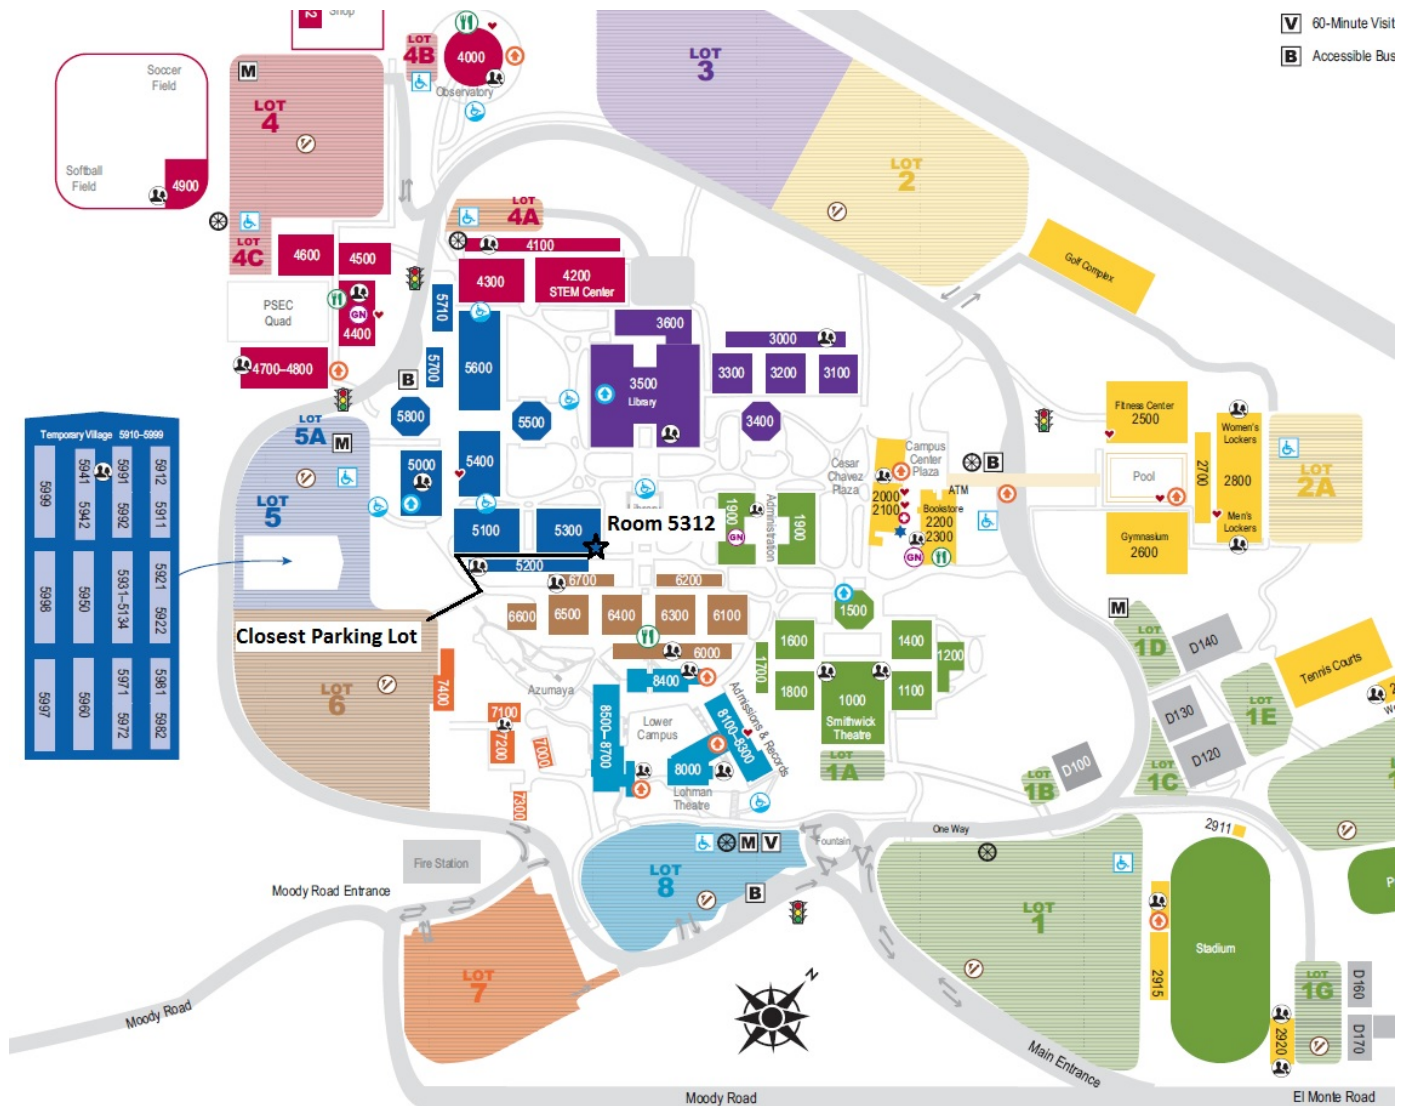 Shop
V 60-Minute Visit
B Accessible Bus
Soccer
Field
Softball
Field
4900
M
LOT
4
LOT
4B
4000
Observatory
LOT
3
LOT
2
LOT
4C
4600
4500
PSEC
Quad
GN
4400
4700–4800
LOT
4A
4100
4300
4200
STEM Center
Golf Complex
5710
5700
5600
3600
3500
Library
3000
3300
3200
3100
3400
B
5800
5500
LOT
5A
M
5000
5400
LOT
5
5100
5300
5200
Room 5312
Closest Parking Lot
Temporary Village 5910–5999
5999
5941
5942
5991
5992
5912
5911
5998
5950
5931–5134
5921
5922
5997
5960
5971
5972
5981
5982
1900
GN
Administration
1900
Cesar
Chavez
Plaza
Campus
Center
Plaza
2000
2100
B
ATM
Bookstore
2200
2300
GN
Fitness Center
2500
Pool
Gymnasium
2600
2700
Women's
Lockers
2800
Men's
Lockers
LOT
2A
6700
6200
6600
6500
6400
6300
6100
6000
LOT
6
7400
7100
7200
7000
7300
Azumaya
8400
8500–8700
Lower
Campus
8100–8300
Admissions & Records
8000
Lohman
Theatre
1500
1600
1400
1200
1700
1800
1000
Smithwick
Theatre
1100
LOT
1A
M
LOT
1D
D140
D130
D120
LOT
1E
Tennis Courts
LOT
1C
LOT
1B
D100
One Way
Fountain
M V
LOT
8
B
Fire Station
Moody Road Entrance
LOT
7
Moody Road
N
LOT
1
2911
2915
Stadium
2920
LOT
1G
D160
D170
Main Entrance
Moody Road
El Monte Road